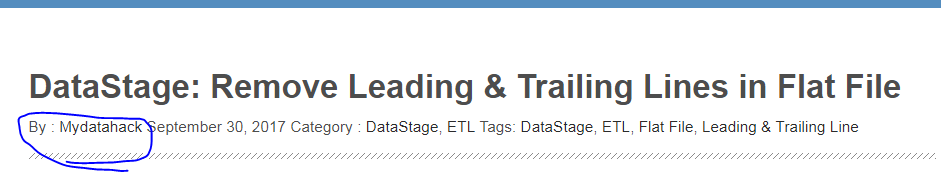 DataStage: Remove Leading & Trailing Lines in Flat File
By : Mydatahack September 30, 2017 Category : DataStage, ETL Tags: DataStage, ETL, Flat File, Leading & Trailing Line